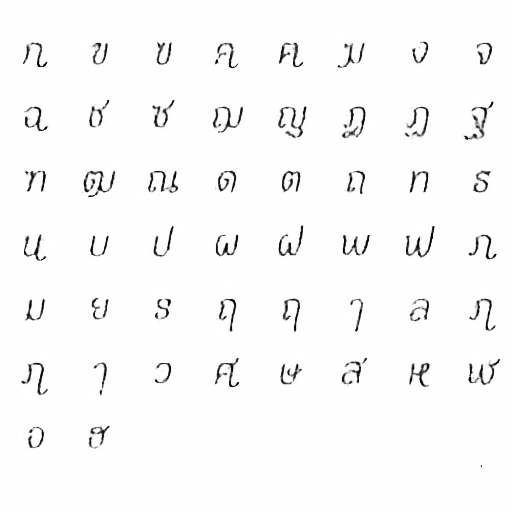 ก ข ฃ ค ฅ ฆ ง จ
ฉ ช ซ ฌ ญ ฎ ฏ ฐ
ฑ ฒ ณ ด ต ถ ท ธ
น บ ป ผ ฝ พ ฟ ภ
ม ย ร ฤ ฤ ๅ ล ฦ
ฦ ๅ ว ศ ษ ส ห ฬ
อ ฮ